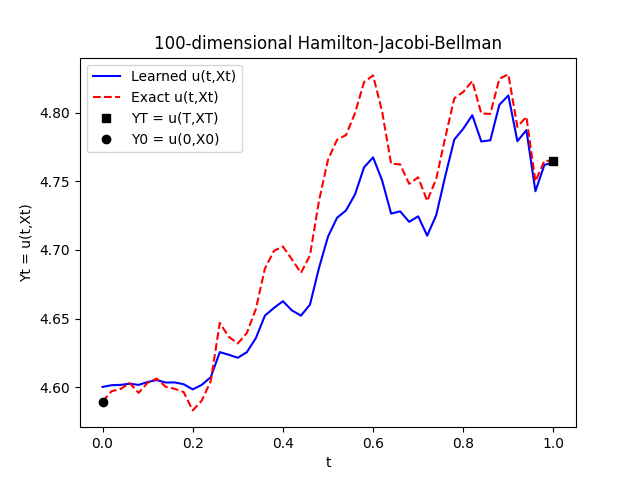 100-dimensional Hamilton-Jacobi-Bellman
Learned u(t,Xt)
Exact u(t,Xt)
YT = u(T,XT)
Y0 = u(0,X0)
Yt = u(t,Xt)
4.80
4.75
4.70
4.65
4.60
0.0 0.2 0.4 0.6 0.8 1.0
t